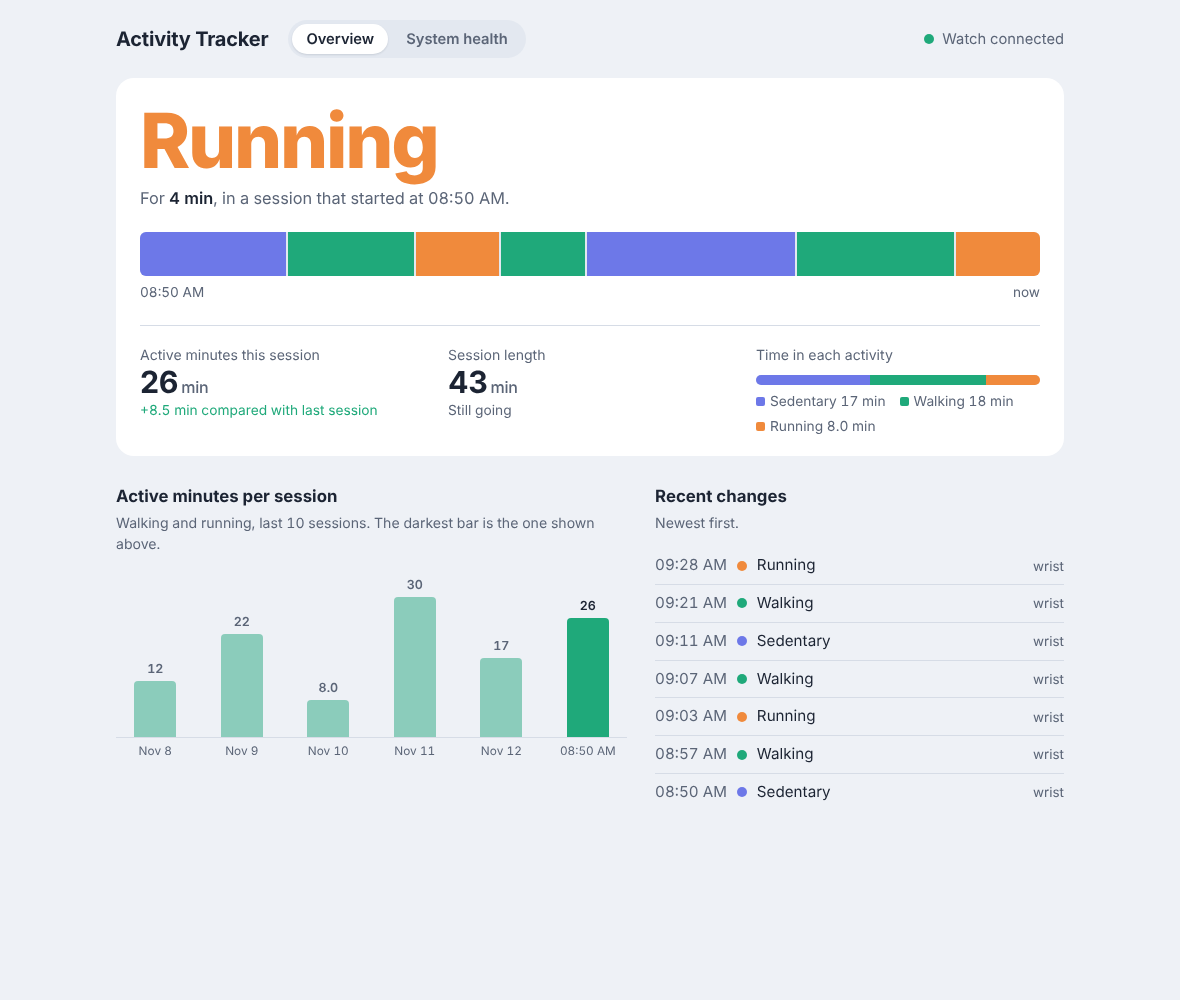 Activity Tracker
Overview
System health
Watch connected
Running
For 4 min, in a session that started at 08:50 AM.
08:50 AM
now
Active minutes this session
26 min
+8.5 min compared with last session
Session length
43 min
Still going
Time in each activity
Sedentary 17 min
Walking 18 min
Running 8.0 min
Active minutes per session
Walking and running, last 10 sessions. The darkest bar is the one shown
above.
12
22
8.0
30
17
26
Nov 8
Nov 9
Nov 10
Nov 11
Nov 12
08:50 AM
Recent changes
Newest first.
09:28 AM Running wrist
09:21 AM Walking wrist
09:11 AM Sedentary wrist
09:07 AM Walking wrist
09:03 AM Running wrist
08:57 AM Walking wrist
08:50 AM Sedentary wrist